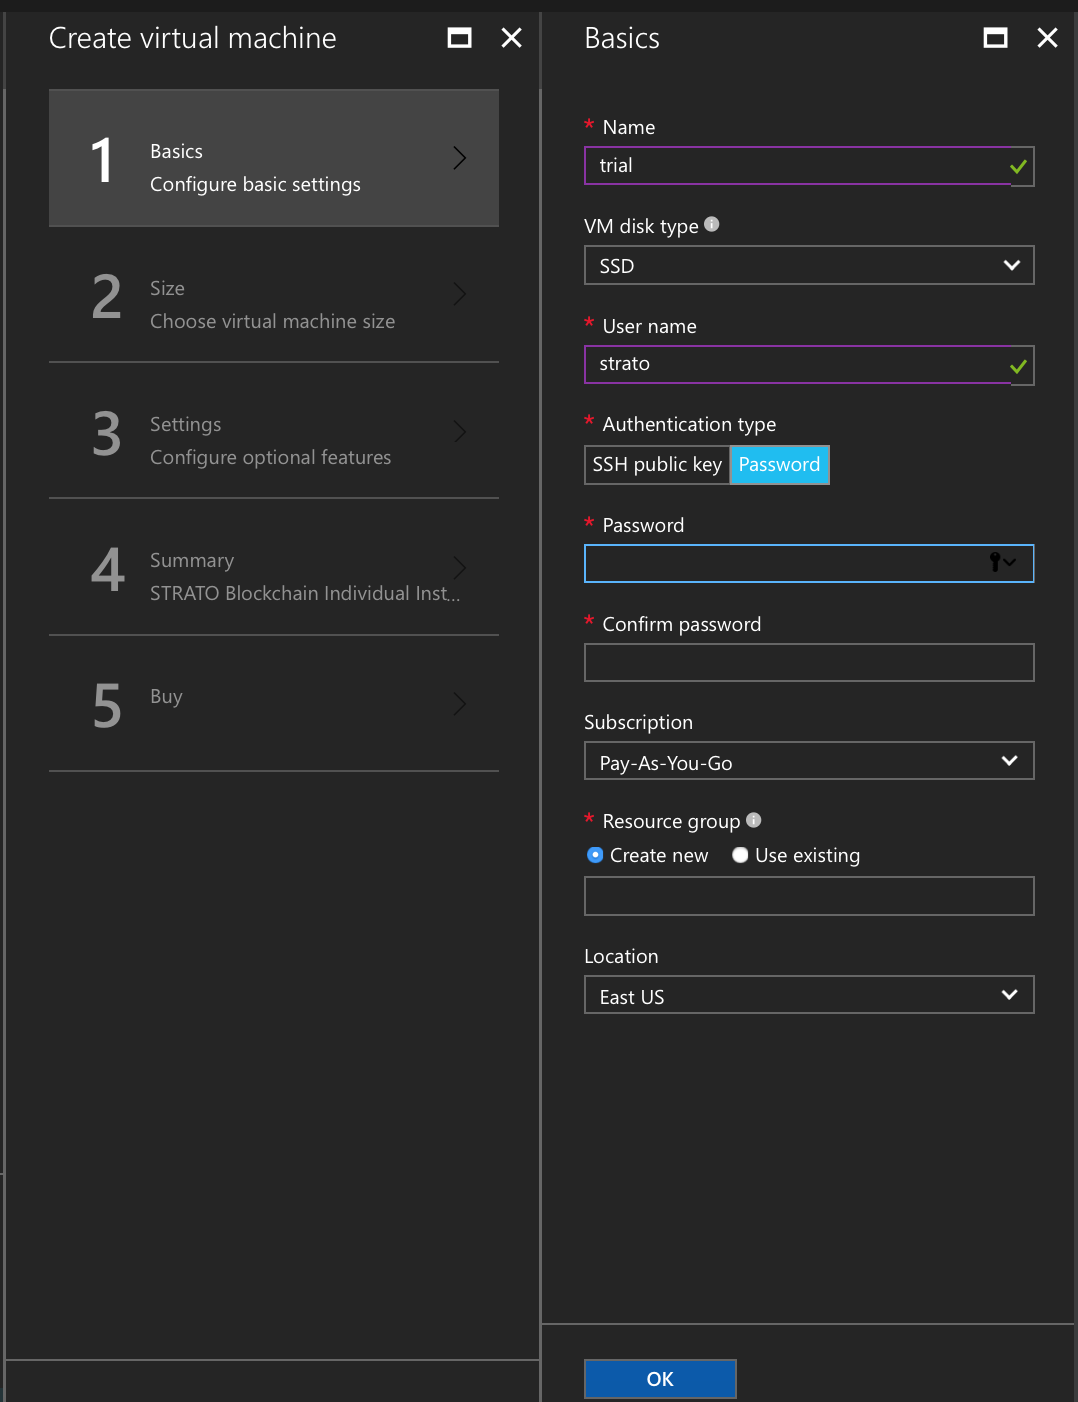 Create virtual machine
1
Basics
Configure basic settings
2
Size
Choose virtual machine size
3
Settings
Configure optional features
4
Summary
STRATO Blockchain Individual Inst...
5
Buy
Basics
* Name
trial
VM disk type
SSD
* User name
strato
* Authentication type
SSH public key Password
* Password
* Confirm password
Subscription
Pay-As-You-Go
* Resource group
Create new Use existing
Location
East US
OK